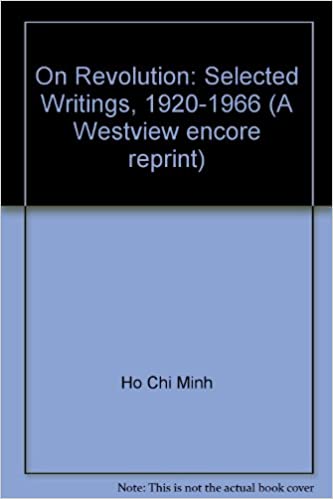 On Revolution: Selected
Writings, 1920-1966 (A
Westview encore
reprint)
Ho Chi Minh
Note: This is not the actual book cover